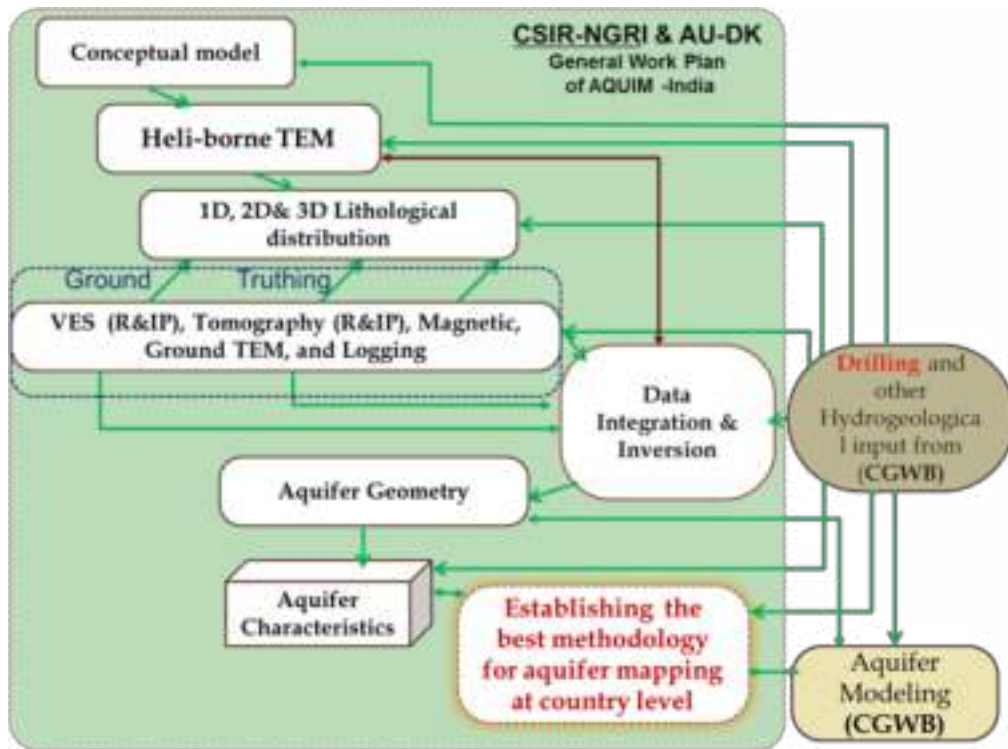 CSIR-NGRI & AU-DK
General Work Plan
of AQUIM -India
Conceptual model
Heli-borne TEM
1D, 2D& 3D Lithological
distribution
Ground Truthing
VES (R&IP), Tomography (R&IP), Magnetic,
Ground TEM, and Logging
Data
Integration &
Inversion
Drilling and
other
Hydrogeologica
l input from
(CGWB)
Aquifer Geometry
Aquifer
Characteristics
Establishing the
best methodology
for aquifer mapping
at country level
Aquifer
Modeling
(CGWB)